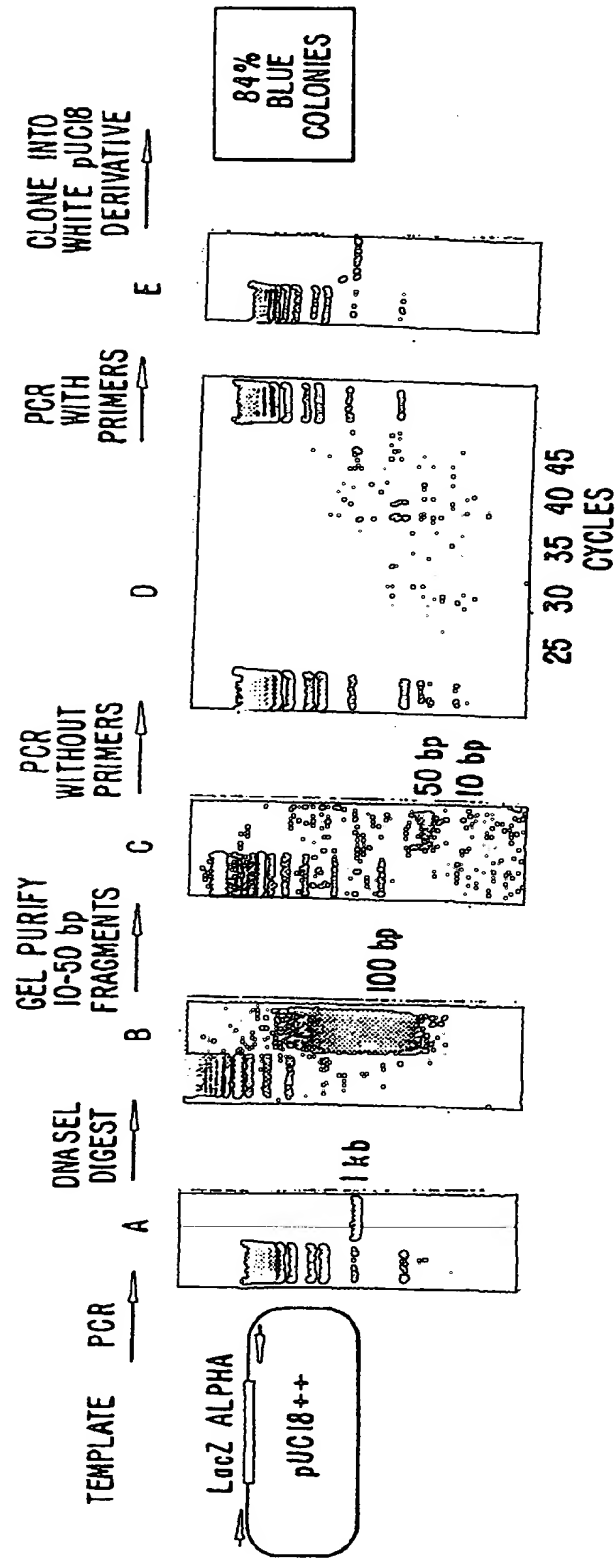 TEMPLATE
PCR
DNASEL
DIGEST
GEL PURIFY
10-50 bp
FRAGMENTS
PCR
WITHOUT
PRIMERS
PCR
WITH
PRIMERS
CLONE INTO
WHITE pUC18
DERIVATIVE
A
B
C
D
E
LacZ ALPHA
pUC18++
1 kb
100 bp
50 bp
10 bp
25 30 35 40 45
CYCLES
84%
BLUE
COLONIES